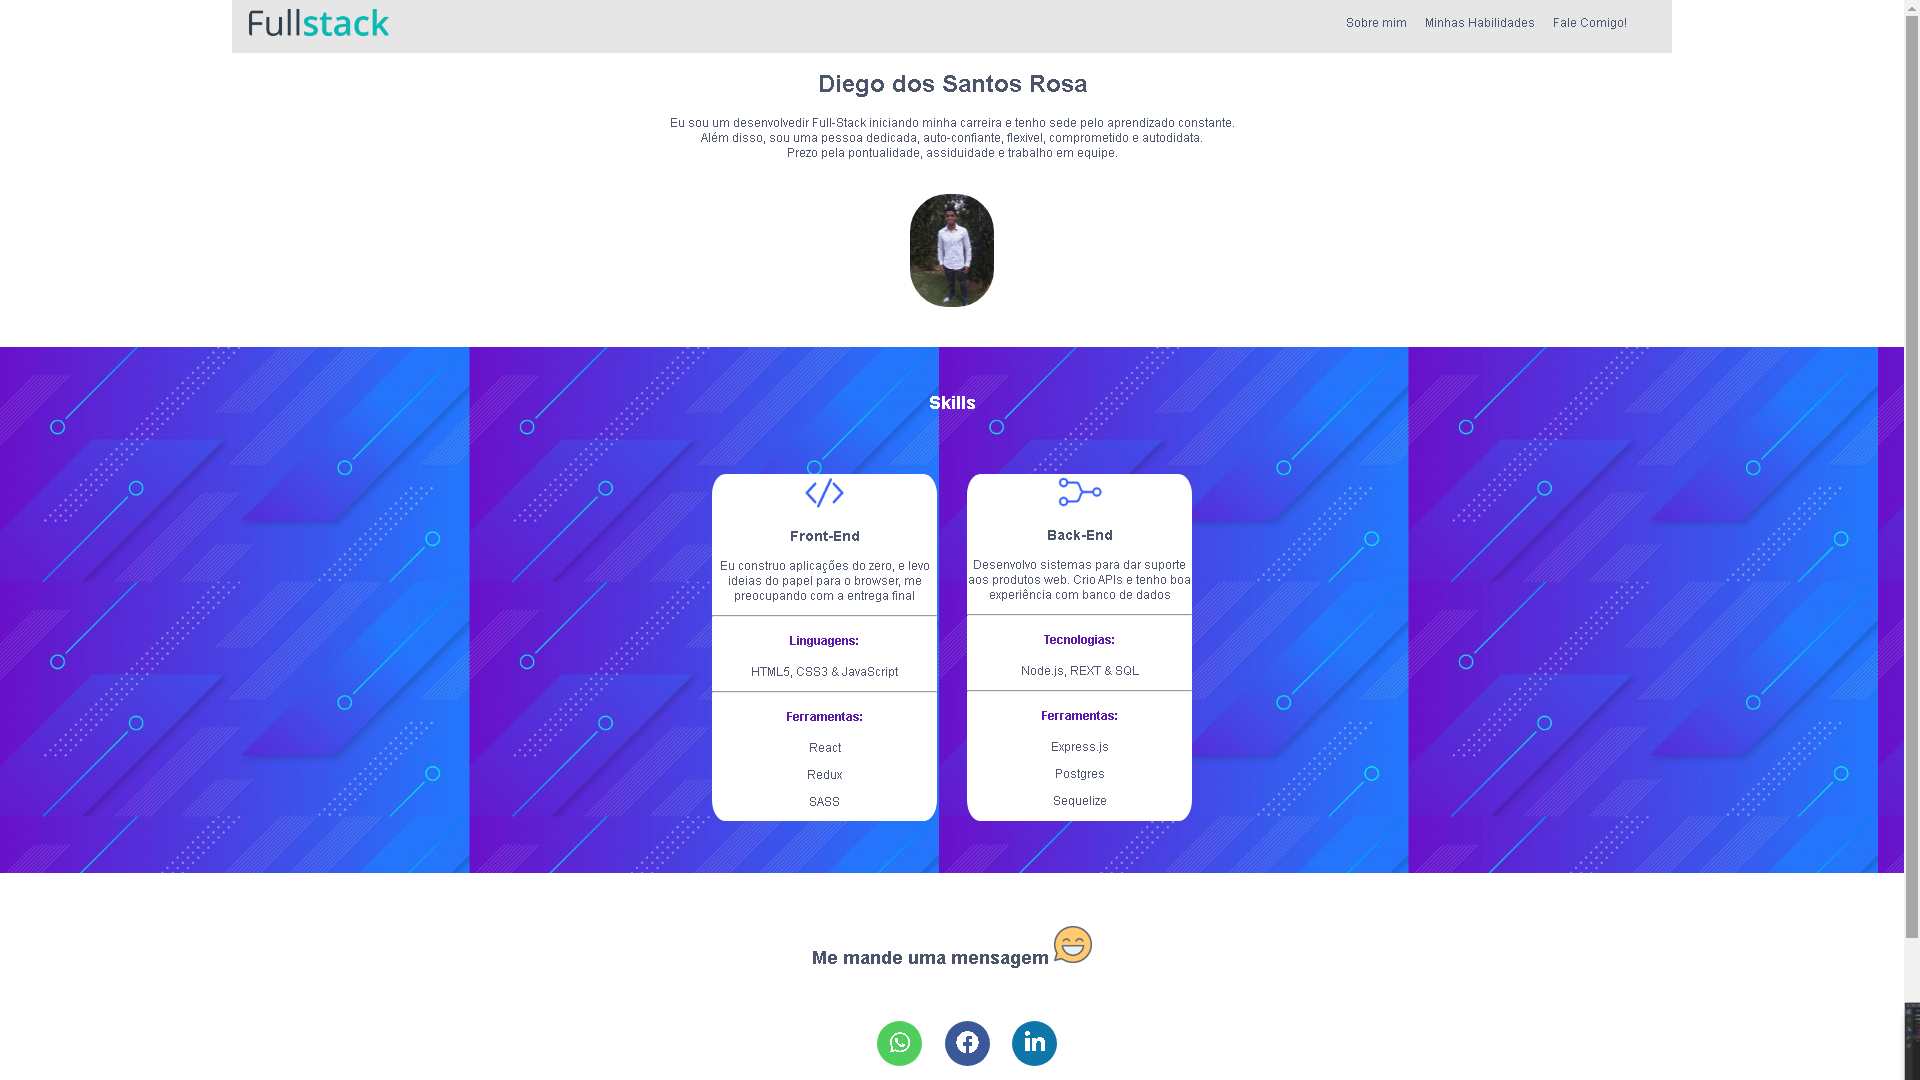 Fullstack
Sobre mim Minhas Habilidades Fale Comigo!
Diego dos Santos Rosa
Eu sou um desenvolvedir Full-Stack iniciando minha carreira e tenho sede pelo aprendizado constante.
Além disso, sou uma pessoa dedicada, auto-confiante, flexivel, comprometido e autodidata.
Prezo pela pontualidade, assiduidade e trabalho em equipe.
Skills
Front-End
Eu construo aplicações do zero, e levo
ideias do papel para o browser, me
preocupando com a entrega final
Linguagens:
HTML5, CSS3 & JavaScript
Ferramentas:
React
Redux
SASS
Back-End
Desenvolvo sistemas para dar suporte
aos produtos web. Crio APIs e tenho boa
experiência com banco de dados
Tecnologias:
Node.js, REXT & SQL
Ferramentas:
Express.js
Postgres
Sequelize
Me mande uma mensagem
in